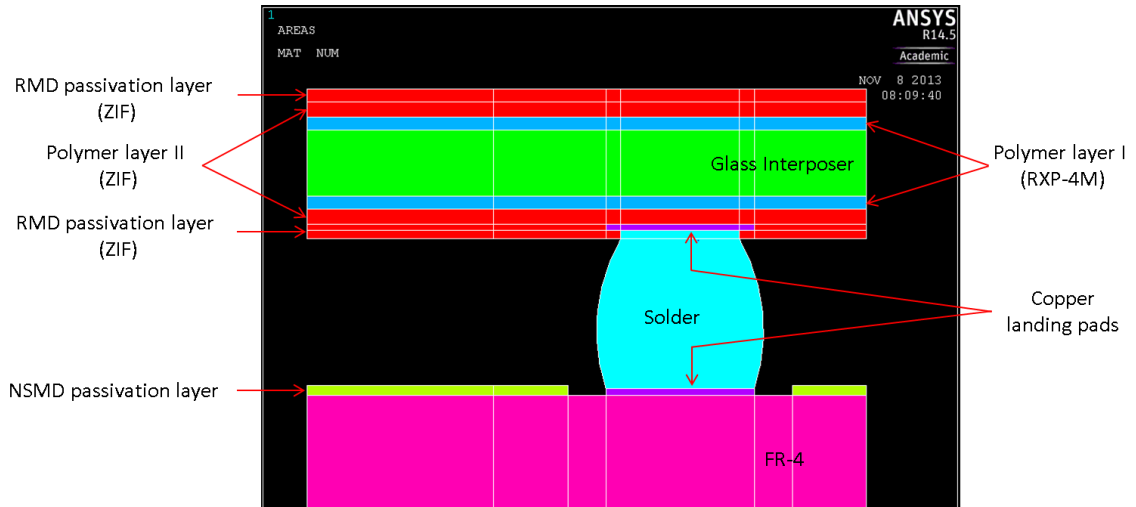 1
AREAS
MAT NUM
ANSYS
R14.5
Academic
NOV 8 2013
08:09:40
RMD passivation layer
(ZIF)
Polymer layer II
(ZIF)
RMD passivation layer
(ZIF)
NSMD passivation layer
Glass Interposer
Solder
FR-4
Polymer layer I
(RXP-4M)
Copper
landing pads